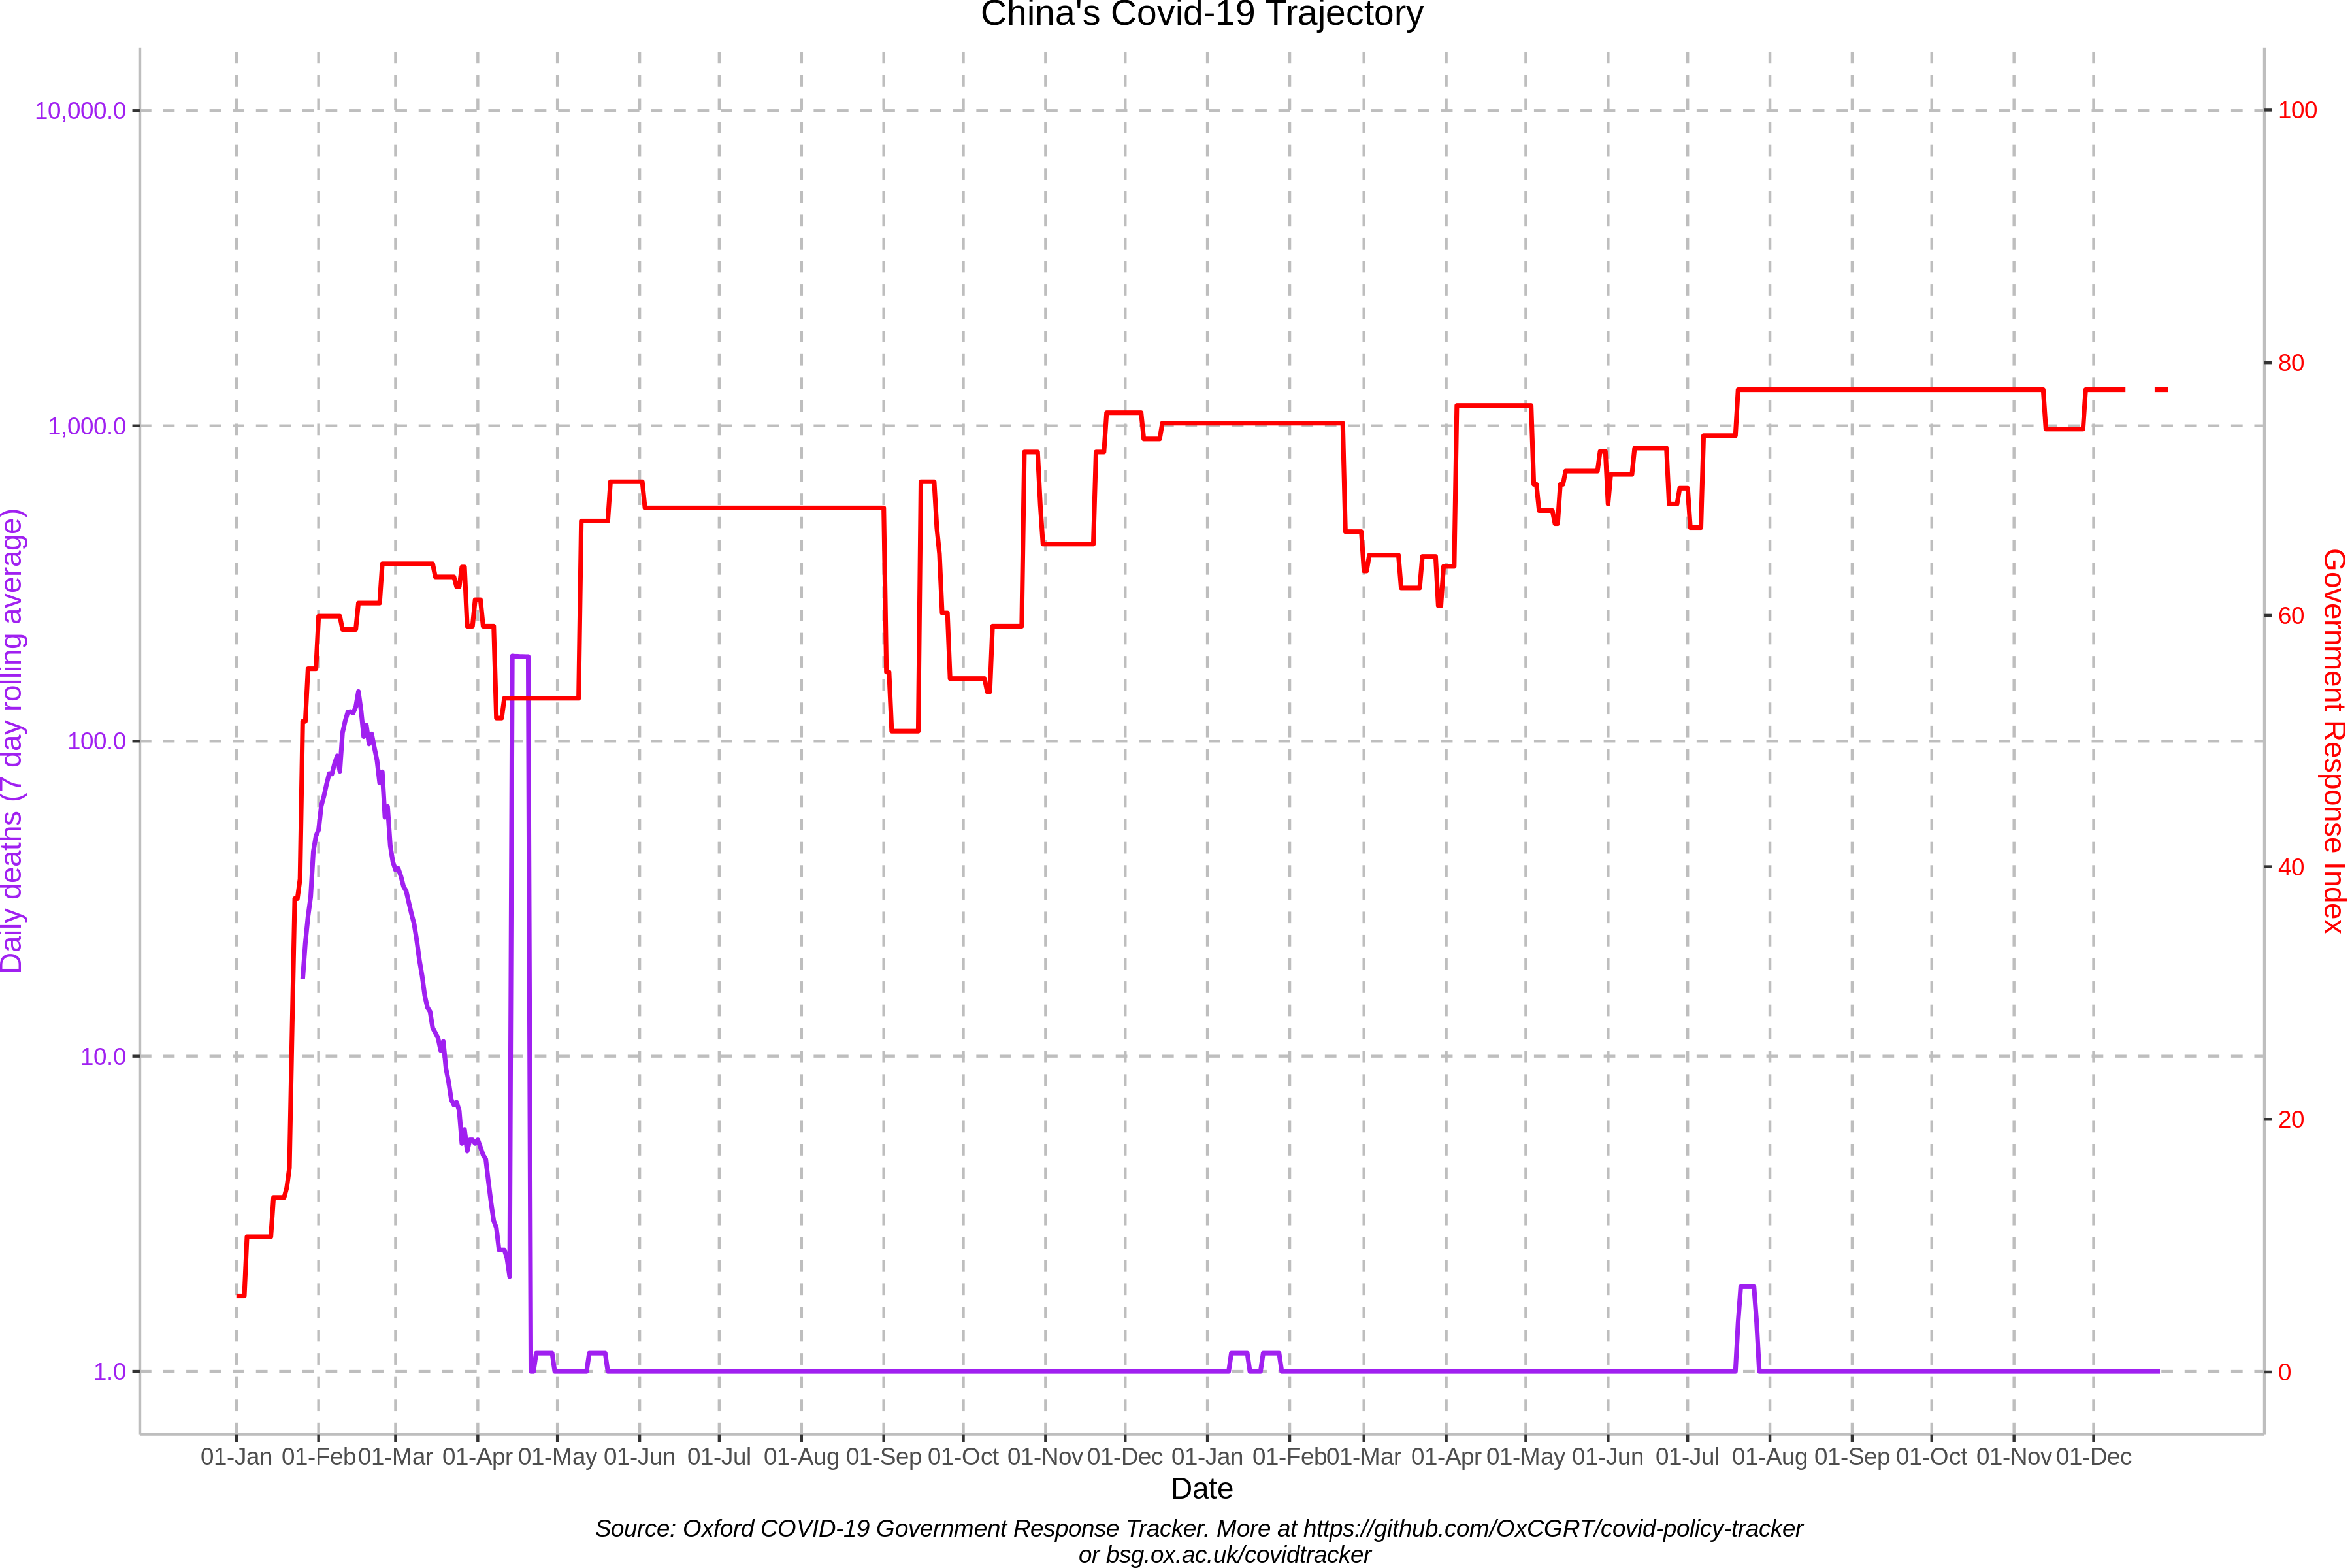 China's Covid-19 Trajectory
Daily deaths (7 day rolling average)
10,000.0
1,000.0
100.0
10.0
1.0
100
80
60
40
20
0
Government Response Index
01-Jan 01-Feb 01-Mar 01-Apr 01-May 01-Jun 01-Jul 01-Aug 01-Sep 01-Oct 01-Nov 01-Dec 01-Jan 01-Feb 01-Mar 01-Apr 01-May 01-Jun 01-Jul 01-Aug 01-Sep 01-Oct 01-Nov 01-Dec
Date
Source: Oxford COVID-19 Government Response Tracker. More at https://github.com/OxCGRT/covid-policy-tracker
or bsg.ox.ac.uk/covidtracker